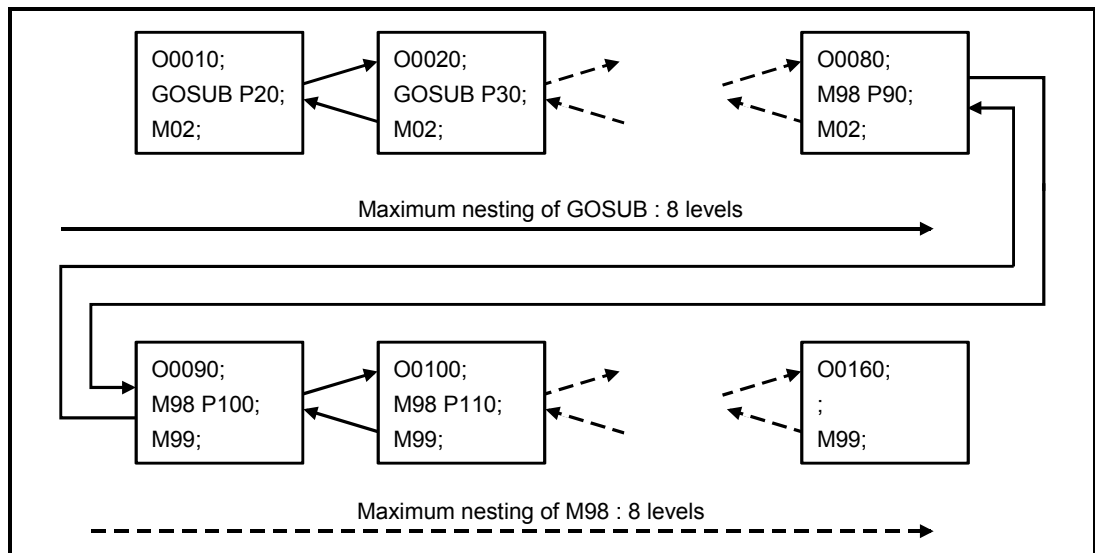 O0010;
GOSUB P20;
M02;
O0020;
GOSUB P30;
M02;
O0080;
M98 P90;
M02;
Maximum nesting of GOSUB : 8 levels
O0090;
M98 P100;
M99;
O0100;
M98 P110;
M99;
O0160;
;
M99;
Maximum nesting of M98 : 8 levels